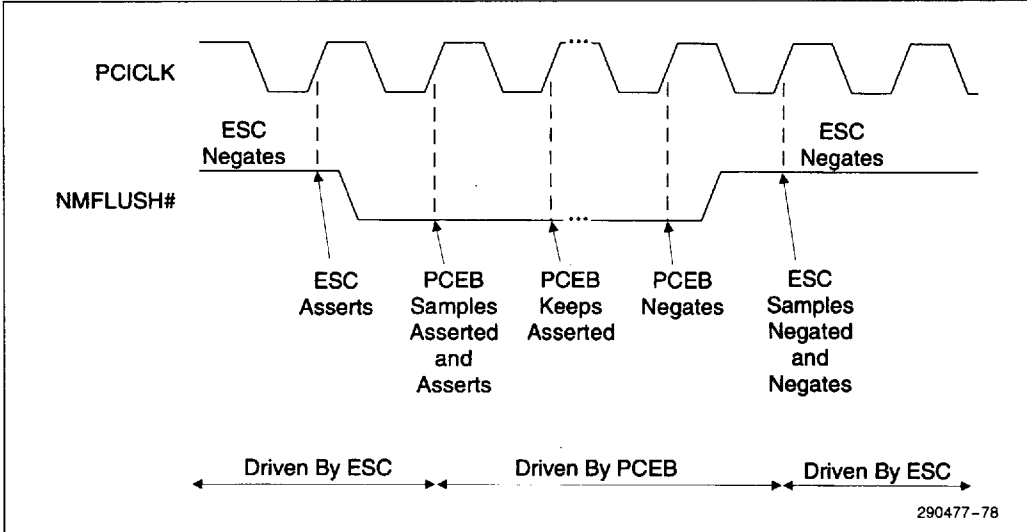 PCICLK
ESC
Negates
ESC
Negates
NMFLUSH#
ESC
Asserts
PCEB
Samples
Asserted
and
Asserts
PCEB
Keeps
Asserted
PCEB
Negates
ESC
Samples
Negated
and
Negates
Driven By ESC
Driven By PCEB
Driven By ESC
290477-78